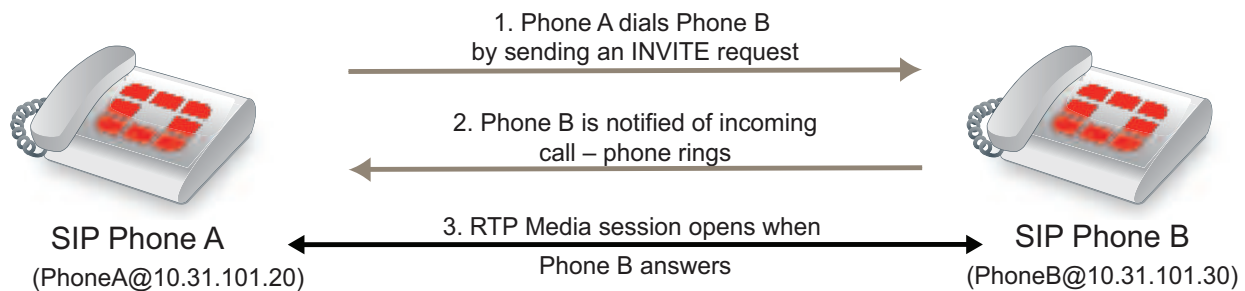 1. Phone A dials Phone B
by sending an INVITE request
2. Phone B is notified of incoming
call – phone rings
3. RTP Media session opens when
Phone B answers
SIP Phone A
(PhoneA@10.31.101.20)
SIP Phone B
(PhoneB@10.31.101.30)